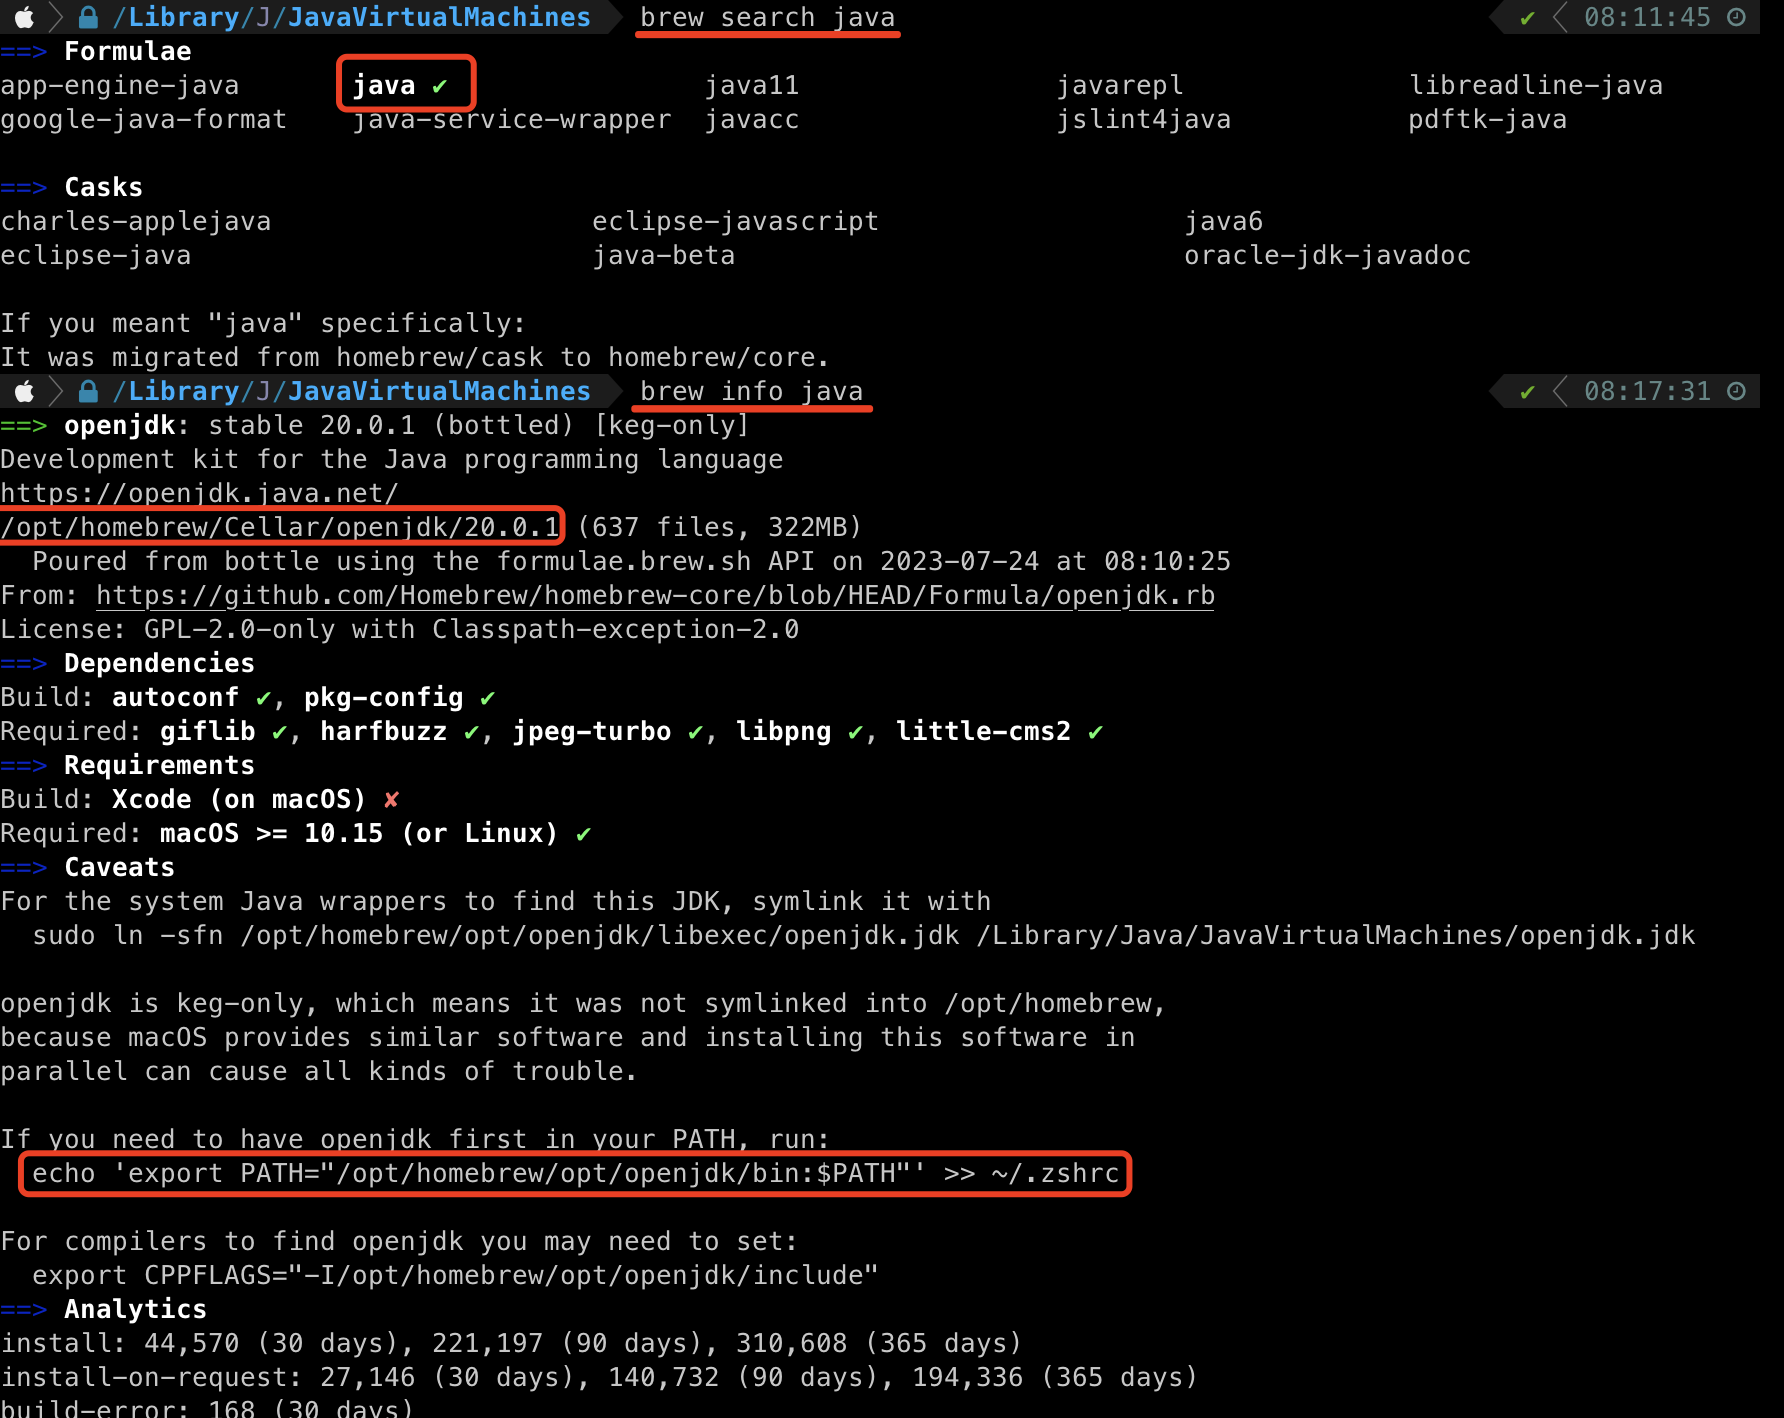 /Library/J/JavaVirtualMachines brew search java ✔ 08:11:45
==> Formulae
app-engine-java java ✔ java11 javarepl libreadline-java
google-java-format java-service-wrapper javacc jslint4java pdftk-java
==> Casks
charles-applejava eclipse-javascript java6
eclipse-java java-beta oracle-jdk-javadoc
If you meant "java" specifically:
It was migrated from homebrew/cask to homebrew/core.
/Library/J/JavaVirtualMachines brew info java ✔ 08:17:31
==> openjdk: stable 20.0.1 (bottled) [keg-only]
Development kit for the Java programming language
https://openjdk.java.net/
/opt/homebrew/Cellar/openjdk/20.0.1 (637 files, 322MB)
Poured from bottle using the formulae.brew.sh API on 2023-07-24 at 08:10:25
From: https://github.com/Homebrew/homebrew-core/blob/HEAD/Formula/openjdk.rb
License: GPL-2.0-only with Classpath-exception-2.0
==> Dependencies
Build: autoconf ✔, pkg-config ✔
Required: giflib ✔, harfbuzz ✔, jpeg-turbo ✔, libpng ✔, little-cms2 ✔
==> Requirements
Build: Xcode (on macOS) ✘
Required: macOS >= 10.15 (or Linux) ✔
==> Caveats
For the system Java wrappers to find this JDK, symlink it with
sudo ln -sfn /opt/homebrew/opt/openjdk/libexec/openjdk.jdk /Library/Java/JavaVirtualMachines/openjdk.jdk
openjdk is keg-only, which means it was not symlinked into /opt/homebrew,
because macOS provides similar software and installing this software in
parallel can cause all kinds of trouble.
If you need to have openjdk first in your PATH, run:
echo 'export PATH="/opt/homebrew/opt/openjdk/bin:$PATH"' >> ~/.zshrc
For compilers to find openjdk you may need to set:
export CPPFLAGS="-I/opt/homebrew/opt/openjdk/include"
==> Analytics
install: 44,570 (30 days), 221,197 (90 days), 310,608 (365 days)
install-on-request: 27,146 (30 days), 140,732 (90 days), 194,336 (365 days)
build-error: 168 (30 days)